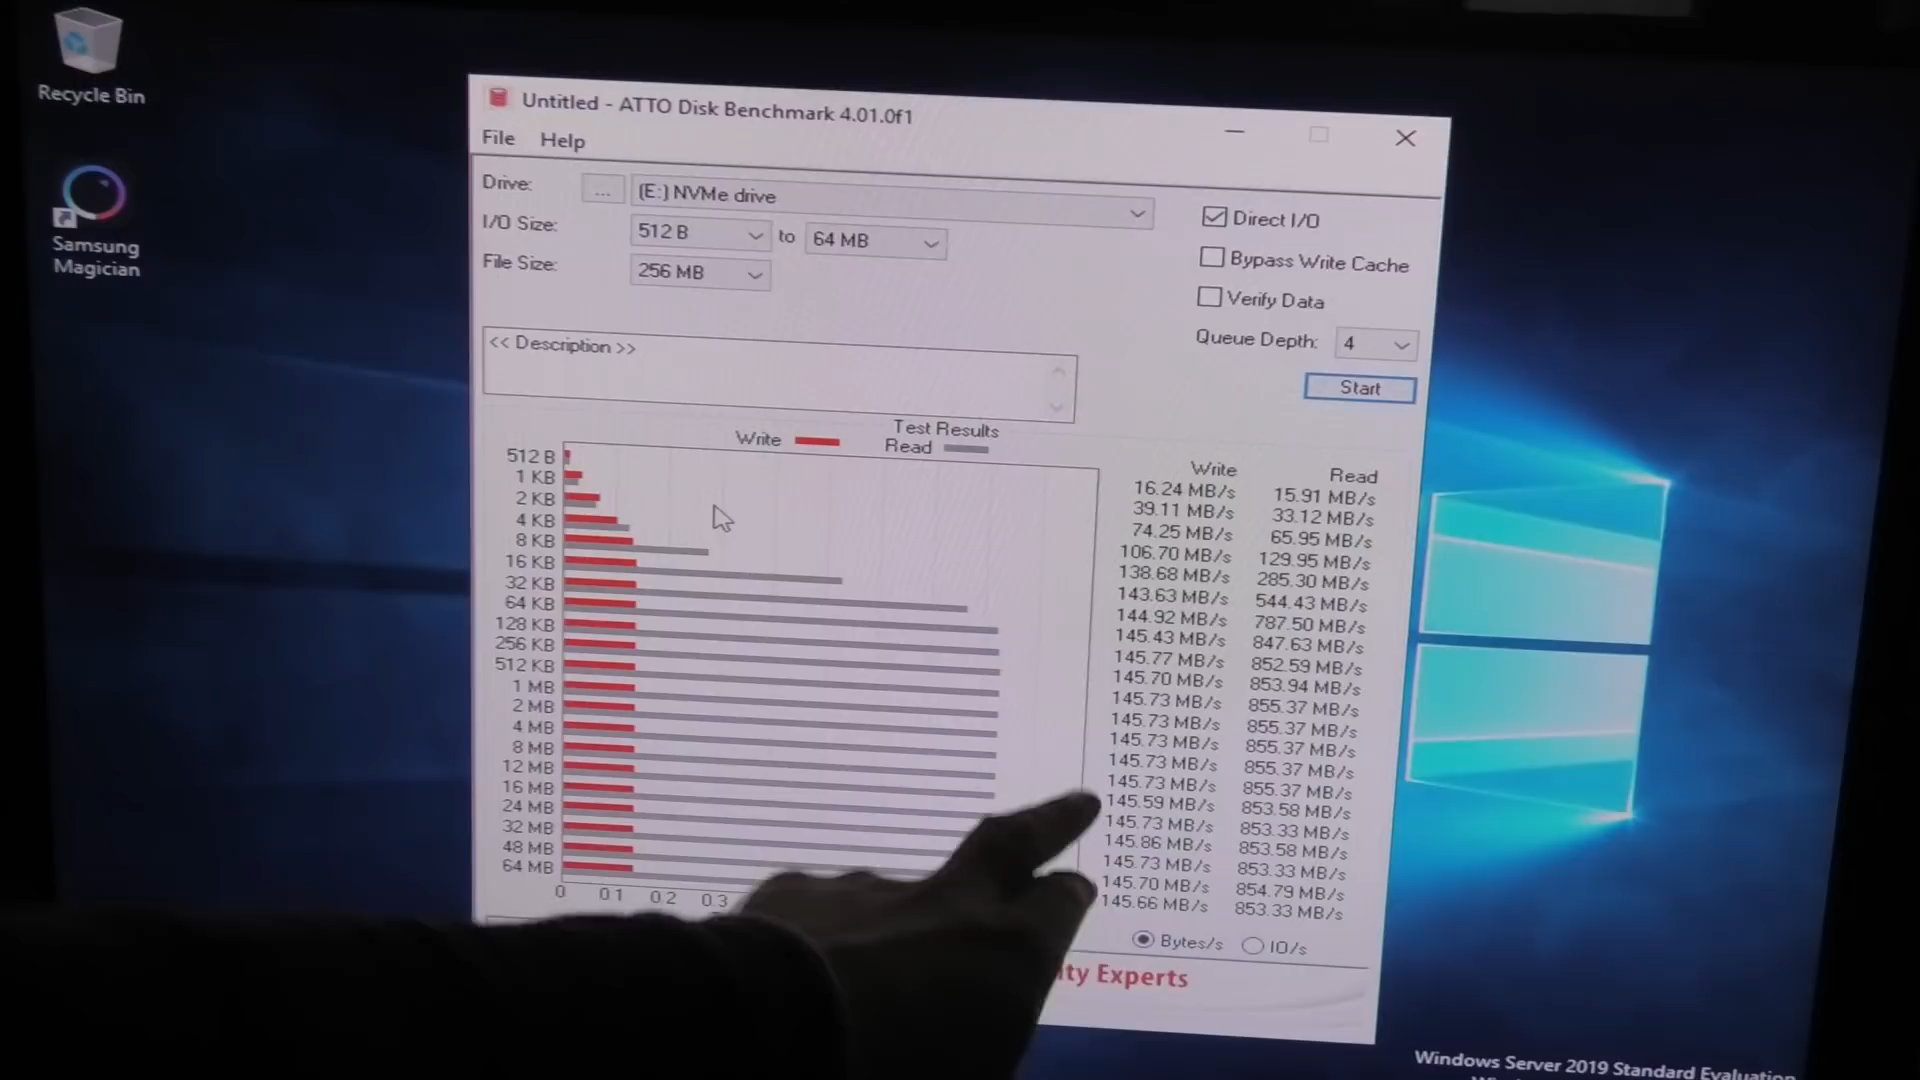 Recycle Bin
Samsung
Magician
Untitled - ATTO Disk Benchmark 4.01.0f1
File Help
Drive: ... (E:) NVMe drive
I/O Size: 512 B to 64 MB
File Size: 256 MB
Direct I/O
Bypass Write Cache
Verify Data
Queue Depth: 4
Start
<< Description >>
Test Results
Write Read
Write Read
512 B 16.24 MB/s 15.91 MB/s
1 KB 39.11 MB/s 33.12 MB/s
2 KB 74.25 MB/s 65.95 MB/s
4 KB 106.70 MB/s 129.95 MB/s
8 KB 138.68 MB/s 285.30 MB/s
16 KB 143.63 MB/s 544.43 MB/s
32 KB 144.92 MB/s 787.50 MB/s
64 KB 145.43 MB/s 847.63 MB/s
128 KB 145.77 MB/s 852.59 MB/s
256 KB 145.70 MB/s 853.94 MB/s
512 KB 145.73 MB/s 855.37 MB/s
1 MB 145.73 MB/s 855.37 MB/s
2 MB 145.73 MB/s 855.37 MB/s
4 MB 145.73 MB/s 855.37 MB/s
8 MB 145.73 MB/s 855.37 MB/s
12 MB 145.59 MB/s 853.58 MB/s
16 MB 145.73 MB/s 853.33 MB/s
24 MB 145.86 MB/s 853.58 MB/s
32 MB 145.73 MB/s 853.33 MB/s
48 MB 145.70 MB/s 854.79 MB/s
64 MB 145.66 MB/s 853.33 MB/s
0 0.1 0.2 0.3
Bytes/s IO/s
ity Experts
Windows Server 2019 Standard Evaluation